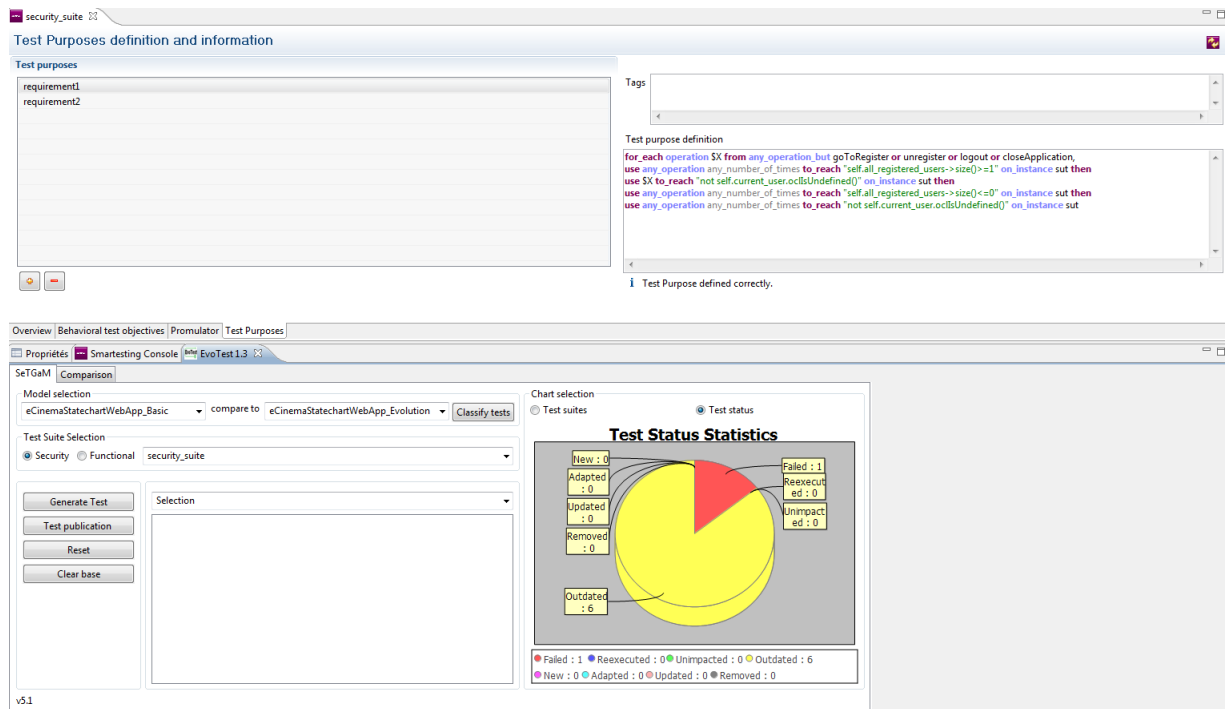 security_suite
Test Purposes definition and information
Test purposes
requirement1
requirement2
Tags
Test purpose definition
for_each operation $X from any_operation_but goToRegister or unregister or logout or closeApplication,
use any_operation any_number_of_times to_reach "self.all_registered_users->size()>=1" on_instance sut then
use $X to_reach "not self.current_user.oclIsUndefined()" on_instance sut then
use any_operation any_number_of_times to_reach "self.all_registered_users->size()<=0" on_instance sut then
use any_operation any_number_of_times to_reach "not self.current_user.oclIsUndefined()" on_instance sut
i Test Purpose defined correctly.
Overview Behavioral test objectives Promulator Test Purposes
Propriétés Smartesting Console EvoTest 1.3
SeTGaM Comparison
Model selection
eCinemaStatechartWebApp_Basic compare to eCinemaStatechartWebApp_Evolution Classify tests
Test Suite Selection
Security Functional security_suite
Generate Test
Test publication
Reset
Clear base
Selection
Chart selection
Test suites Test status
Test Status Statistics
New : 0
Adapted
: 0
Updated
: 0
Removed
: 0
Outdated
: 6
Failed : 1
Reexecut
ed : 0
Unimpact
ed : 0
Failed : 1 Reexecuted : 0 Unimpacted : 0 Outdated : 6
New : 0 Adapted : 0 Updated : 0 Removed : 0
v5.1